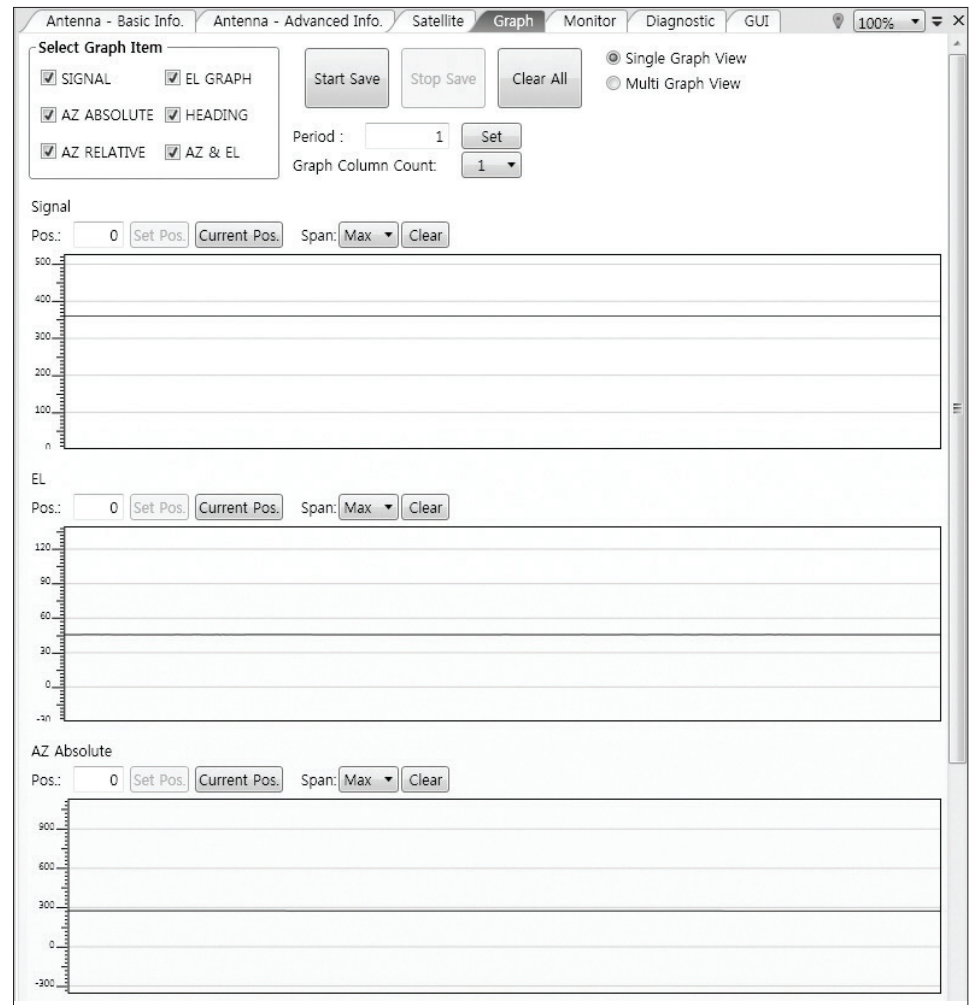 Antenna - Basic Info. Antenna - Advanced Info. Satellite Graph Monitor Diagnostic GUI 100%
Select Graph Item
SIGNAL EL GRAPH
AZ ABSOLUTE HEADING
AZ RELATIVE AZ & EL
Start Save Stop Save Clear All
Single Graph View
Multi Graph View
Period : 1 Set
Graph Column Count: 1
Signal
Pos.: 0 Set Pos. Current Pos. Span: Max Clear
500
400
300
200
100
0
EL
Pos.: 0 Set Pos. Current Pos. Span: Max Clear
120
90
60
30
0
-30
AZ Absolute
Pos.: 0 Set Pos. Current Pos. Span: Max Clear
900
600
300
0
-300